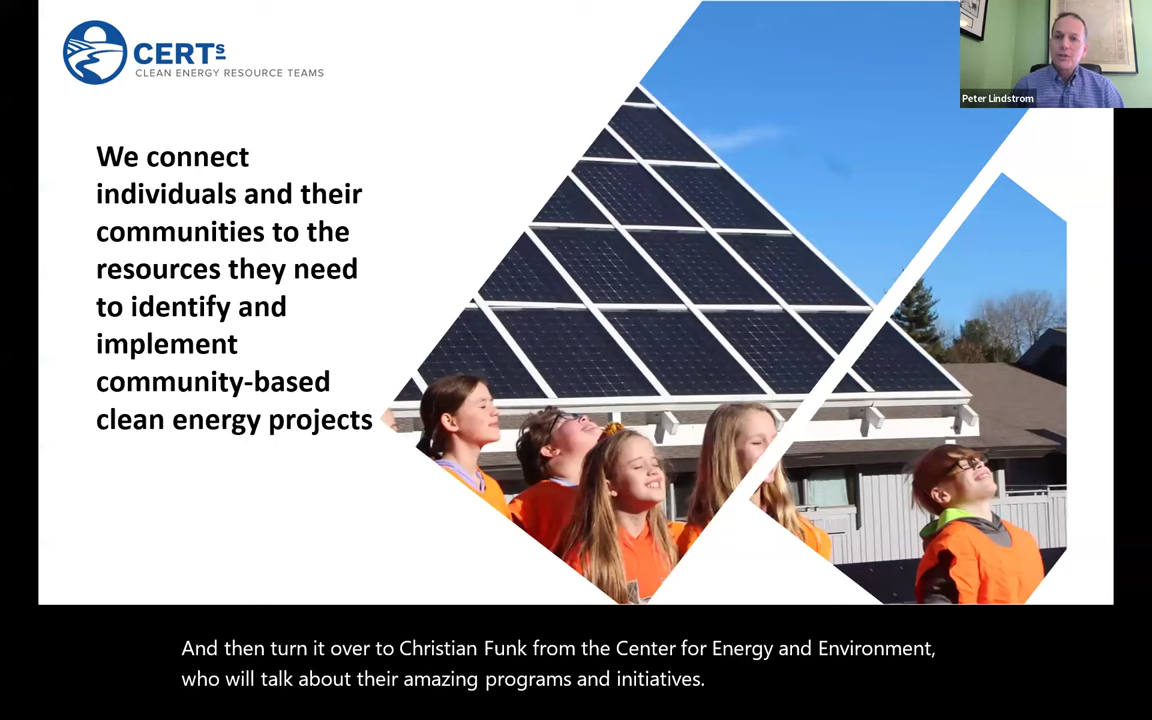 CERTs
CLEAN ENERGY RESOURCE TEAMS
Peter Lindstrom
We connect
individuals and their
communities to the
resources they need
to identify and
implement
community-based
clean energy projects
And then turn it over to Christian Funk from the Center for Energy and Environment,
who will talk about their amazing programs and initiatives.